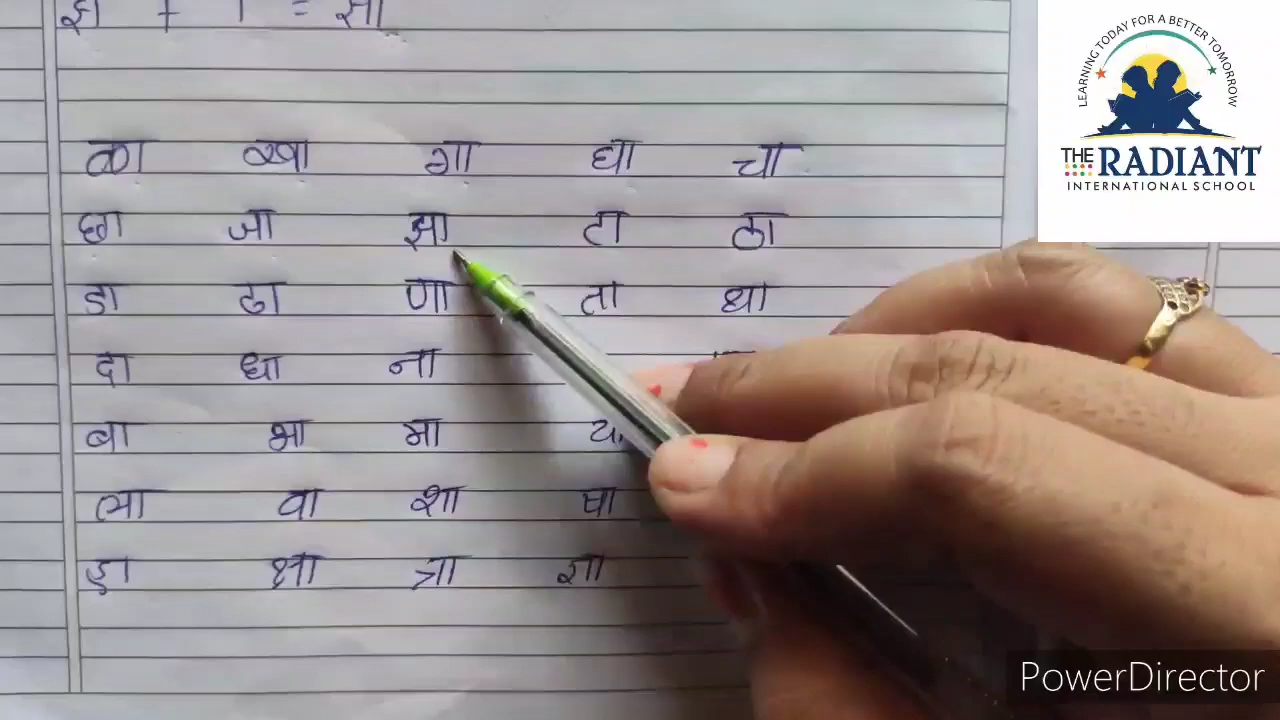 ज्ञ + ा = ज्ञा
LEARNING TODAY FOR A BETTER TOMORROW
THE RADIANT
INTERNATIONAL SCHOOL
का खा गा घा चा
छा जा झा टा ठा
डा ढा णा ता था
दा धा ना
बा भा मा या
ला वा शा षा
हा क्षा त्रा ज्ञा
PowerDirector